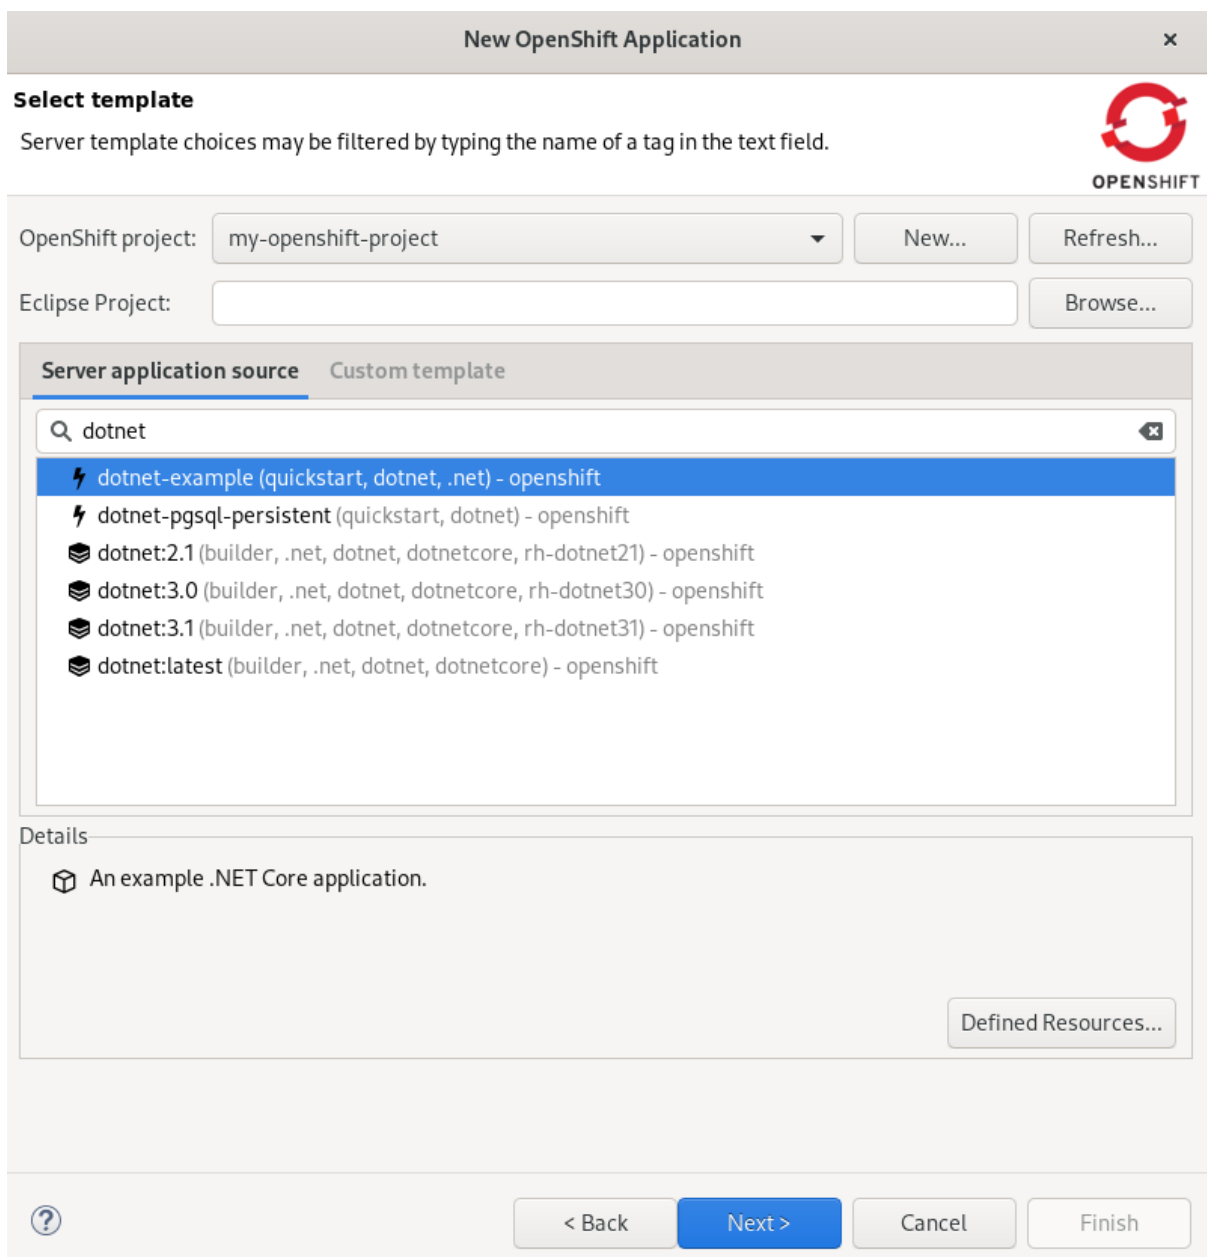 New OpenShift Application
Select template
Server template choices may be filtered by typing the name of a tag in the text field.
OPENSHIFT
OpenShift project: my-openshift-project New... Refresh...
Eclipse Project: Browse...
Server application source Custom template
dotnet
dotnet-example (quickstart, dotnet, .net) - openshift
dotnet-pgsql-persistent (quickstart, dotnet) - openshift
dotnet:2.1 (builder, .net, dotnet, dotnetcore, rh-dotnet21) - openshift
dotnet:3.0 (builder, .net, dotnet, dotnetcore, rh-dotnet30) - openshift
dotnet:3.1 (builder, .net, dotnet, dotnetcore, rh-dotnet31) - openshift
dotnet:latest (builder, .net, dotnet, dotnetcore) - openshift
Details
An example .NET Core application.
Defined Resources...
? < Back Next > Cancel Finish